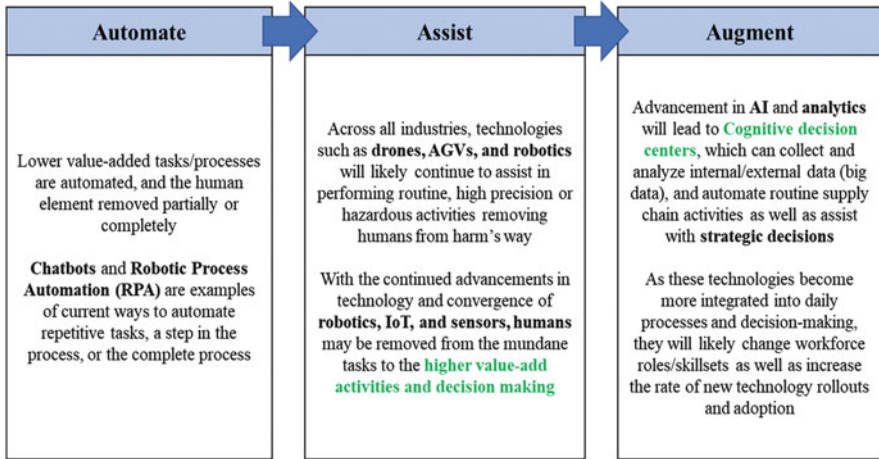 Automate
Lower value-added tasks/processes
are automated, and the human
element removed partially or
completely
Chatbots and Robotic Process
Automation (RPA) are examples
of current ways to automate
repetitive tasks, a step in the
process, or the complete process
Assist
Across all industries, technologies
such as drones, AGVs, and robotics
will likely continue to assist in
performing routine, high precision or
hazardous activities removing
humans from harm's way
With the continued advancements in
technology and convergence of
robotics, IoT, and sensors, humans
may be removed from the mundane
tasks to the higher value-add
activities and decision making
Augment
Advancement in AI and analytics
will lead to Cognitive decision
centers, which can collect and
analyze internal/external data (big
data), and automate routine supply
chain activities as well as assist
with strategic decisions
As these technologies become
more integrated into daily
processes and decision-making,
they will likely change workforce
roles/skillsets as well as increase
the rate of new technology rollouts
and adoption